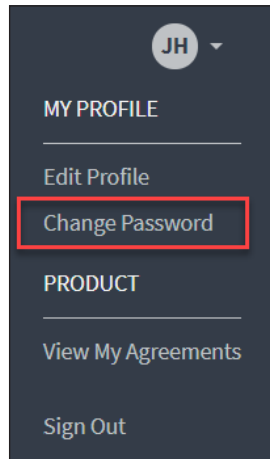 JH
MY PROFILE
Edit Profile
Change Password
PRODUCT
View My Agreements
Sign Out